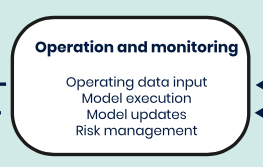 Operation and monitoring
Operating data input
Model execution
Model updates
Risk management